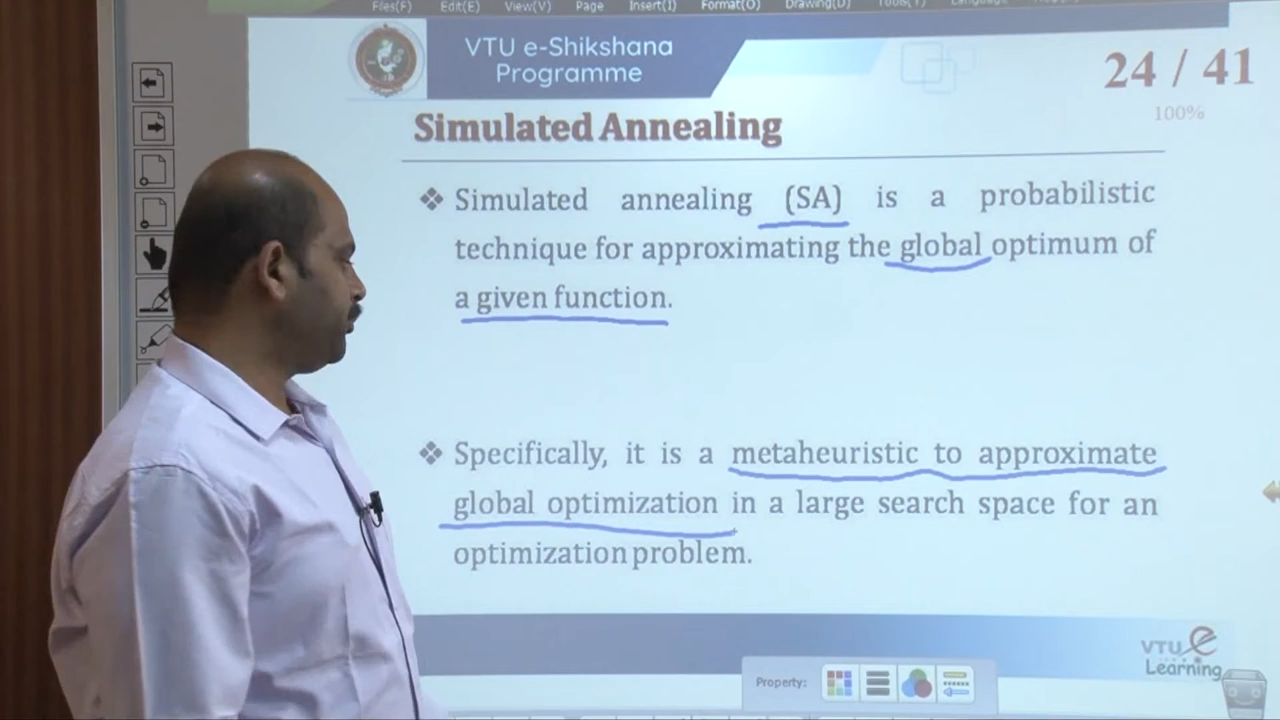 Files(F) Edit(E) View(V) Page Insert(I) Format(O) Drawing(D) Tools(T)
VTU e-Shikshana
Programme
24 / 41
100%
Simulated Annealing
❖ Simulated annealing (SA) is a probabilistic
technique for approximating the global optimum of
a given function.
❖ Specifically, it is a metaheuristic to approximate
global optimization in a large search space for an
optimization problem.
VTU e
Learning
Property: